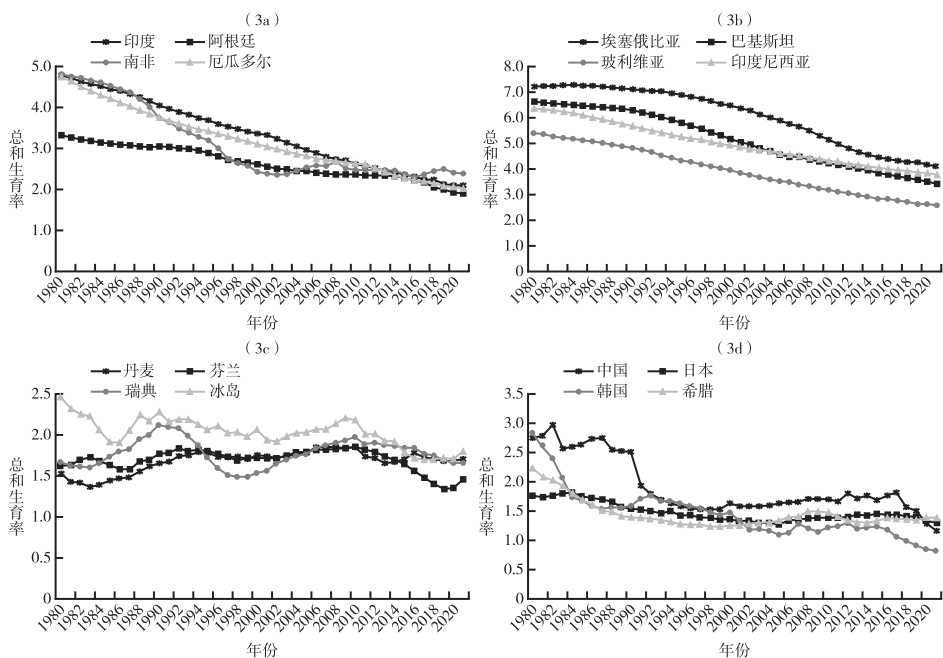 （3a）
印度 阿根廷
南非 厄瓜多尔
5.0
4.0
3.0
2.0
1.0
0
总和生育率
1980 1982 1984 1986 1988 1990 1992 1994 1996 1998 2000 2002 2004 2006 2008 2010 2012 2014 2016 2018 2020
年份
（3b）
埃塞俄比亚 巴基斯坦
玻利维亚 印度尼西亚
8.0
7.0
6.0
5.0
4.0
3.0
2.0
1.0
0
总和生育率
1980 1982 1984 1986 1988 1990 1992 1994 1996 1998 2000 2002 2004 2006 2008 2010 2012 2014 2016 2018 2020
年份
（3c）
丹麦 芬兰
瑞典 冰岛
2.5
2.0
1.5
1.0
0.5
0
总和生育率
1980 1982 1984 1986 1988 1990 1992 1994 1996 1998 2000 2002 2004 2006 2008 2010 2012 2014 2016 2018 2020
年份
（3d）
中国 日本
韩国 希腊
3.5
3.0
2.5
2.0
1.5
1.0
0.5
0
总和生育率
1980 1982 1984 1986 1988 1990 1992 1994 1996 1998 2000 2002 2004 2006 2008 2010 2012 2014 2016 2018 2020
年份